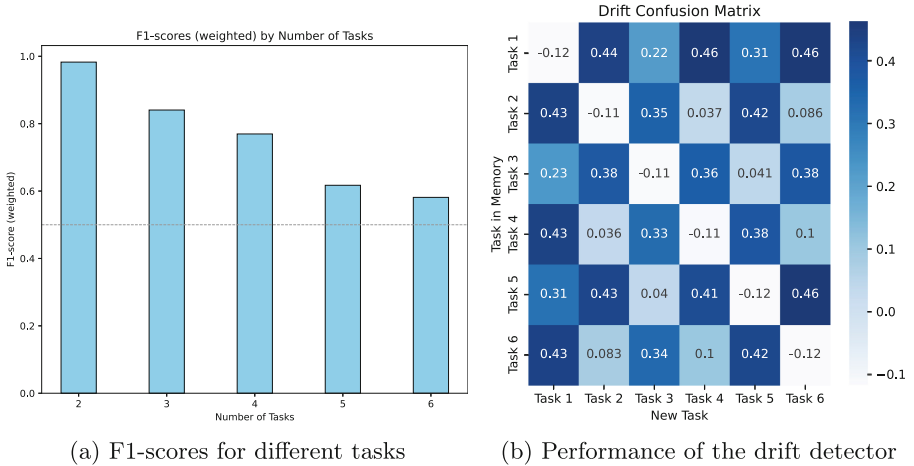 F1-scores (weighted) by Number of Tasks
1.0
0.8
0.6
0.4
0.2
0.0
F1-score (weighted)
2 3 4 5 6
Number of Tasks
(a) F1-scores for different tasks
Drift Confusion Matrix
Task in Memory
Task 1 -0.12 0.44 0.22 0.46 0.31 0.46
Task 2 0.43 -0.11 0.35 0.037 0.42 0.086
Task 3 0.23 0.38 -0.11 0.36 0.041 0.38
Task 4 0.43 0.036 0.33 -0.11 0.38 0.1
Task 5 0.31 0.43 0.04 0.41 -0.12 0.46
Task 6 0.43 0.083 0.34 0.1 0.42 -0.12
Task 1 Task 2 Task 3 Task 4 Task 5 Task 6
New Task
0.4
0.3
0.2
0.1
0.0
−0.1
(b) Performance of the drift detector